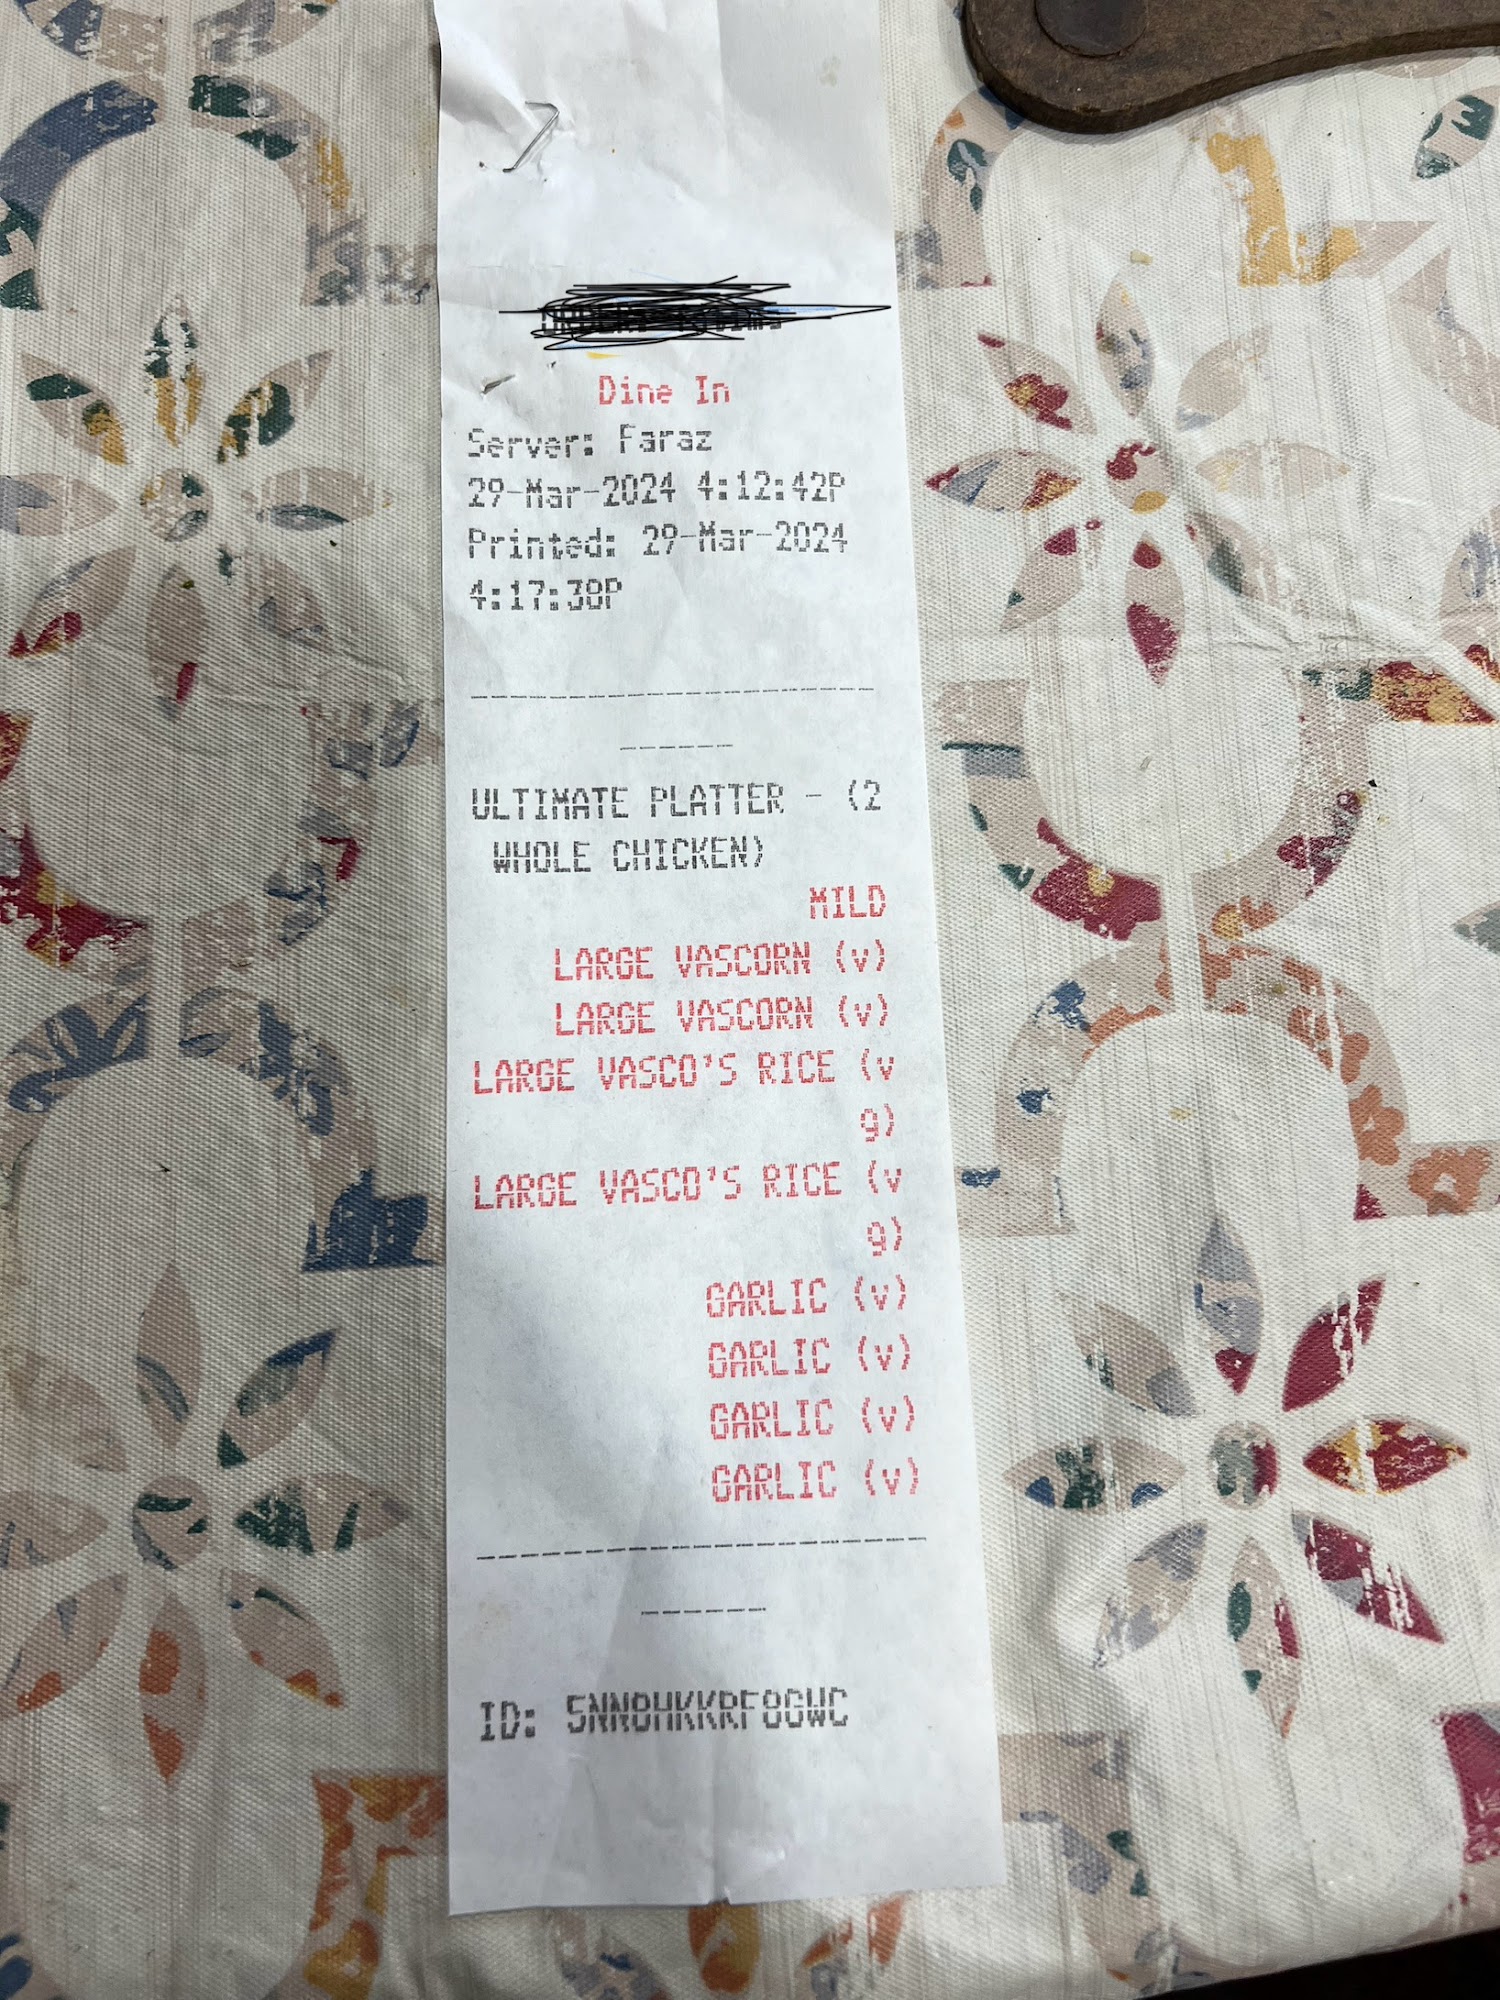 Dine In
Server: Faraz
29-Mar-2024 4:12:42P
Printed: 29-Mar-2024
4:17:38P
ULTIMATE PLATTER - (2
WHOLE CHICKEN)
MILD
LARGE VASCORN (v)
LARGE VASCORN (v)
LARGE VASCO'S RICE (v
g)
LARGE VASCO'S RICE (v
g)
GARLIC (v)
GARLIC (v)
GARLIC (v)
GARLIC (v)
ID: 5NN8HKKRF8GWC